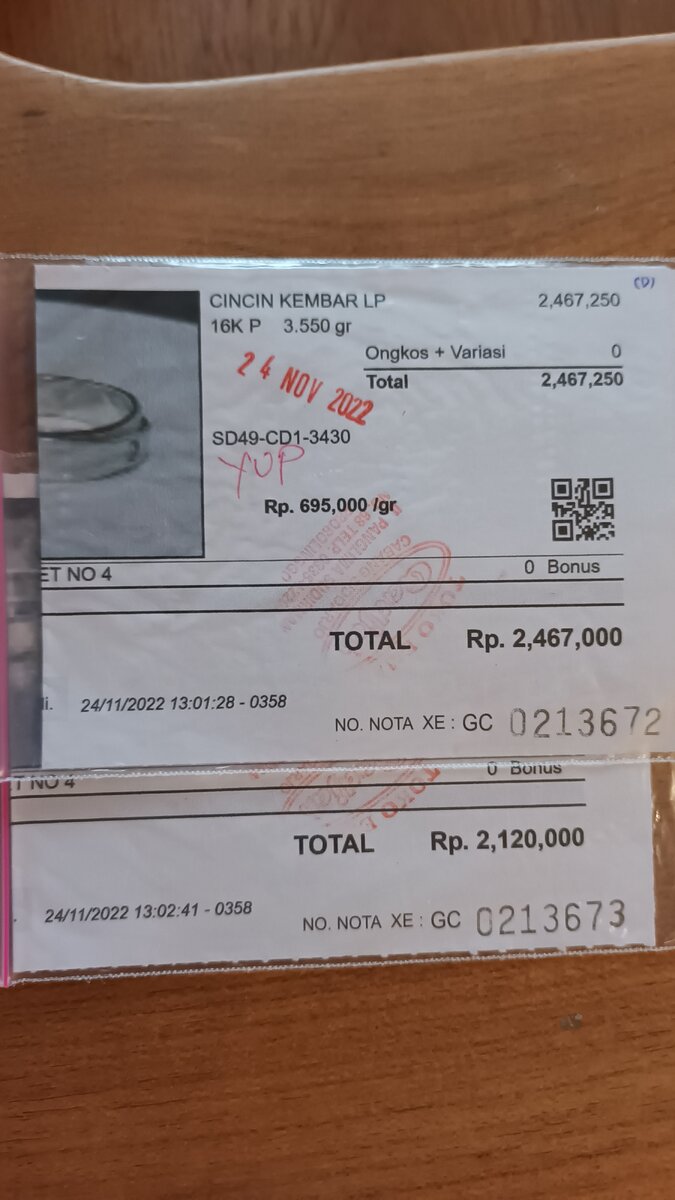 (D)
CINCIN KEMBAR LP 2,467,250
16K P 3.550 gr
Ongkos + Variasi 0
Total 2,467,250
24 NOV 2022
SD49-CD1-3430
YUP
Rp. 695,000 /gr
ET NO 4 0 Bonus
TOTAL Rp. 2,467,000
li. 24/11/2022 13:01:28 - 0358
NO. NOTA XE : GC 0213672
T NO 4 0 Bonus
TOTAL Rp. 2,120,000
. 24/11/2022 13:02:41 - 0358
NO. NOTA XE : GC 0213673